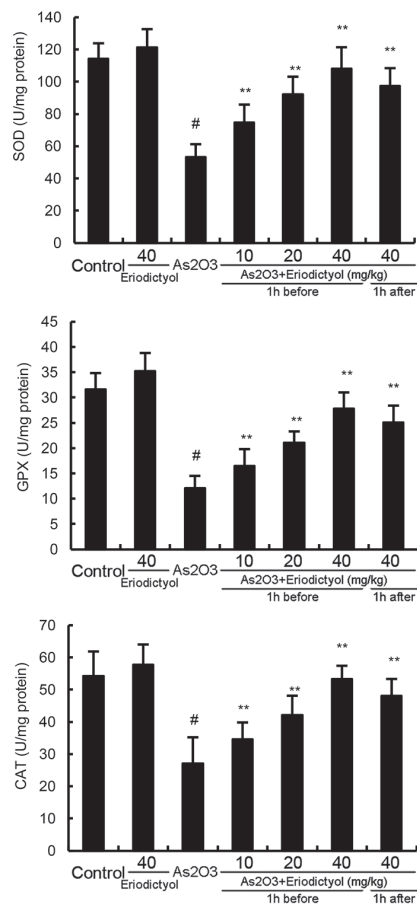 SOD (U/mg protein)
140
120
100
80
60
40
20
0
#
**
**
**
**
Control
40
Eriodictyol
As2O3
10
20
40
40
As2O3+Eriodictyol (mg/kg)
1h before
1h after
GPX (U/mg protein)
45
40
35
30
25
20
15
10
5
0
#
**
**
**
**
Control
40
Eriodictyol
As2O3
10
20
40
40
As2O3+Eriodictyol (mg/kg)
1h before
1h after
CAT (U/mg protein)
70
60
50
40
30
20
10
0
#
**
**
**
**
Control
40
Eriodictyol
As2O3
10
20
40
40
As2O3+Eriodictyol (mg/kg)
1h before
1h after